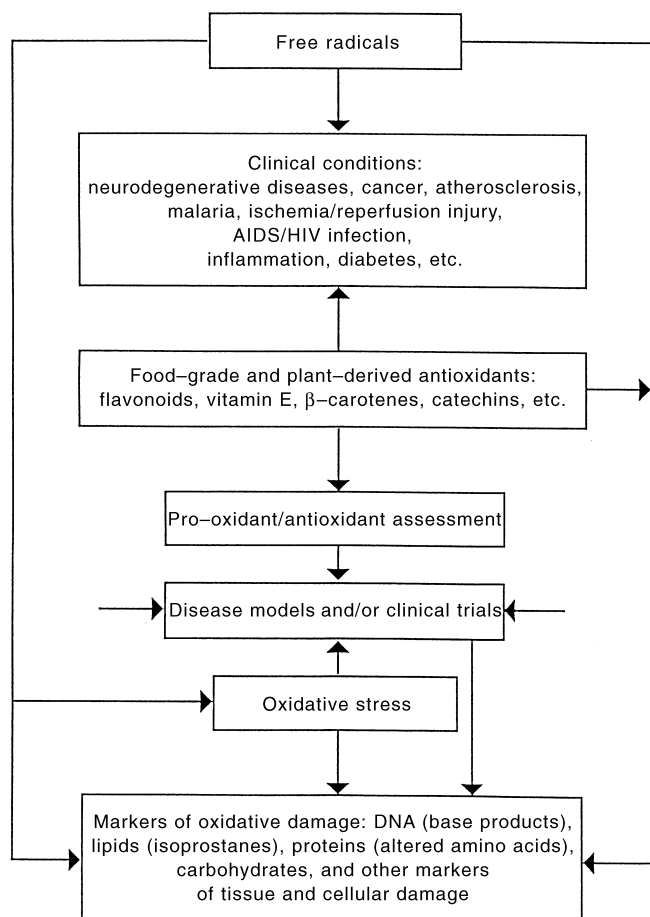 Free radicals
Clinical conditions:
neurodegenerative diseases, cancer, atherosclerosis,
malaria, ischemia/reperfusion injury,
AIDS/HIV infection,
inflammation, diabetes, etc.
Food–grade and plant–derived antioxidants:
flavonoids, vitamin E, β–carotenes, catechins, etc.
Pro–oxidant/antioxidant assessment
Disease models and/or clinical trials
Oxidative stress
Markers of oxidative damage: DNA (base products),
lipids (isoprostanes), proteins (altered amino acids),
carbohydrates, and other markers
of tissue and cellular damage